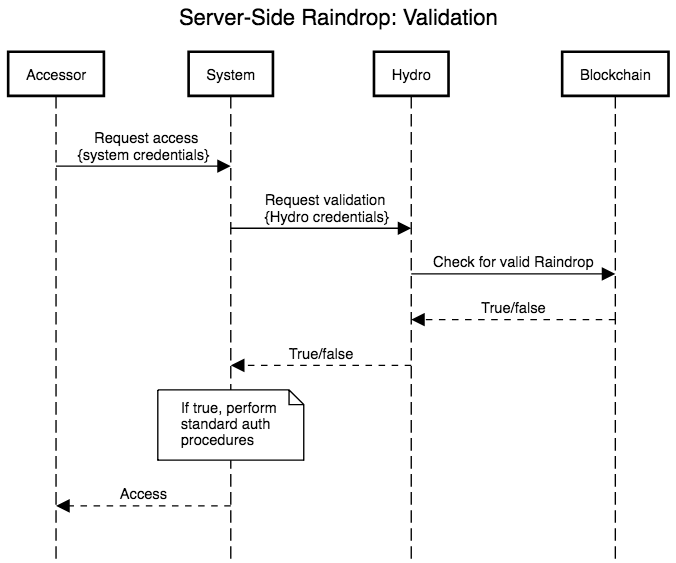 Server-Side Raindrop: Validation
Accessor
System
Hydro
Blockchain
Request access
{system credentials}
Request validation
{Hydro credentials}
Check for valid Raindrop
True/false
True/false
If true, perform
standard auth
procedures
Access